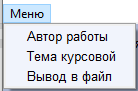 Меню
Автор работы
Тема курсовой
Вывод в файл